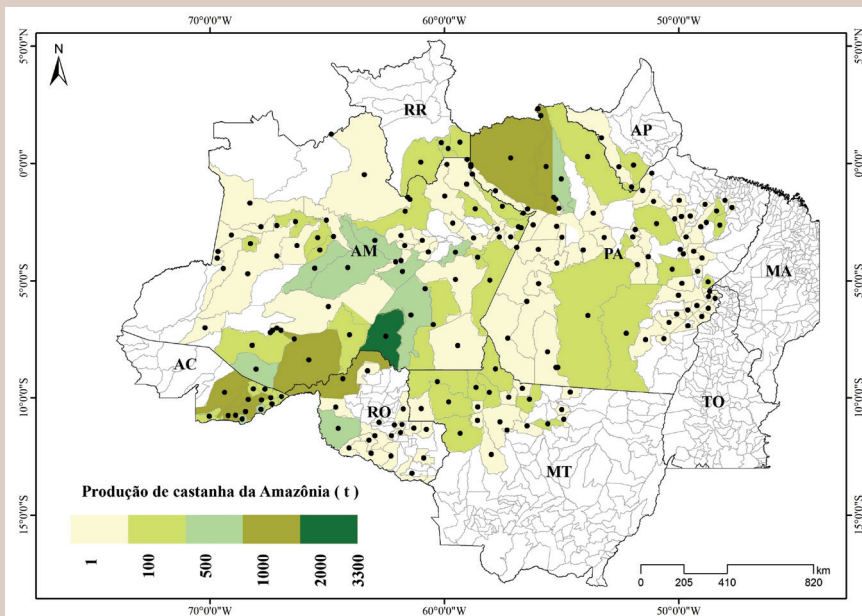 70°0'0"W 60°0'0"W 50°0'0"W
5°0'0"N 5°0'0"N
N
RR
AP
0°0'0" 0°0'0"
AM
PA
MA
5°0'0"S 5°0'0"S
AC
RO
TO
10°0'0"S 10°0'0"S
MT
Produção de castanha da Amazônia ( t )
1 100 500 1000 2000 3300
15°0'0"S 15°0'0"S
km
0 205 410 820
70°0'0"W 60°0'0"W 50°0'0"W